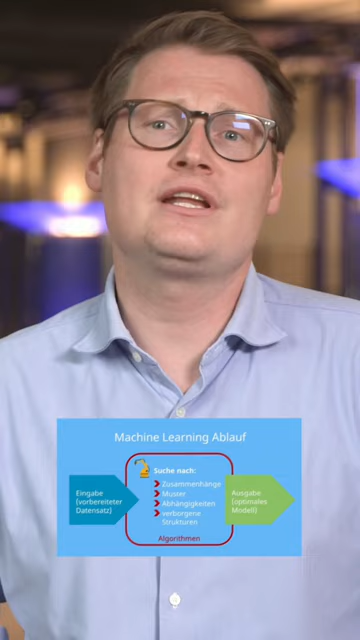 Machine Learning Ablauf
Eingabe
(vorbereiteter
Datensatz)
Suche nach:
Zusammenhänge
Muster
Abhängigkeiten
verborgene
Strukturen
Algorithmen
Ausgabe
(optimales
Modell)